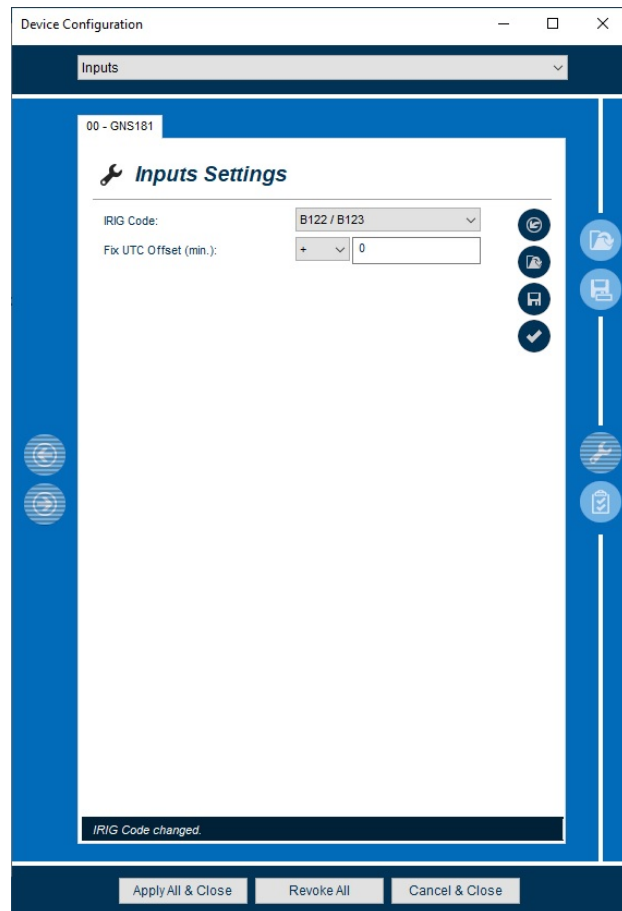 Device Configuration
Inputs
00 - GNS181
Inputs Settings
IRIG Code: B122 / B123
Fix UTC Offset (min.): + 0
IRIG Code changed.
Apply All & Close Revoke All Cancel & Close